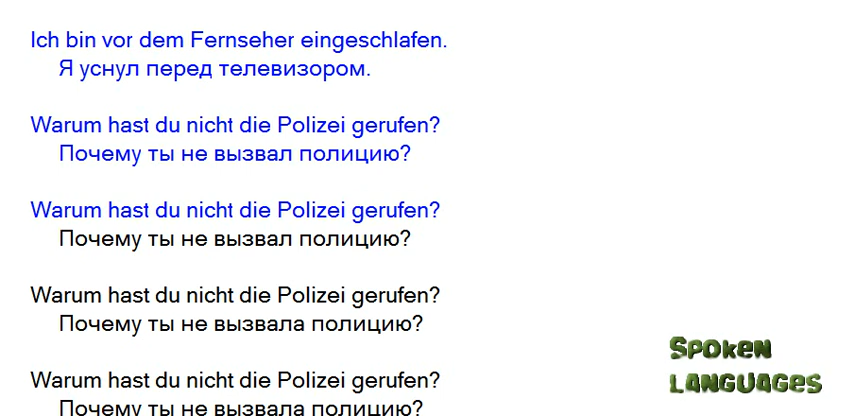 Ich bin vor dem Fernseher eingeschlafen.
Я уснул перед телевизором.
Warum hast du nicht die Polizei gerufen?
Почему ты не вызвал полицию?
Warum hast du nicht die Polizei gerufen?
Почему ты не вызвал полицию?
Warum hast du nicht die Polizei gerufen?
Почему ты не вызвала полицию?
Warum hast du nicht die Polizei gerufen?
Почему ты не вызвала полицию?
Spoken
Languages